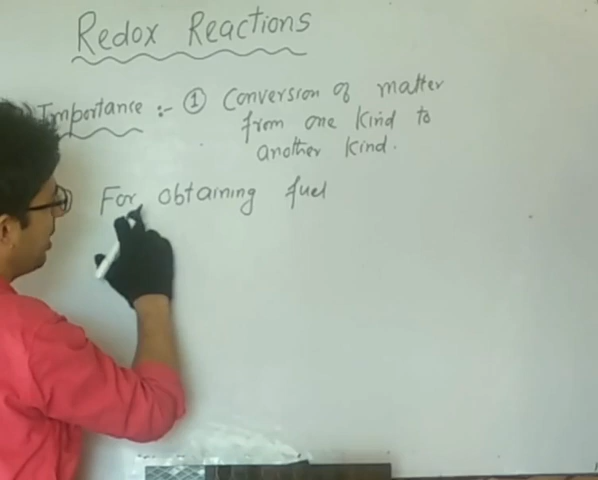 Redox Reactions
Importance :- ① Conversion of matter
from one kind to
another kind.
For obtaining fuel